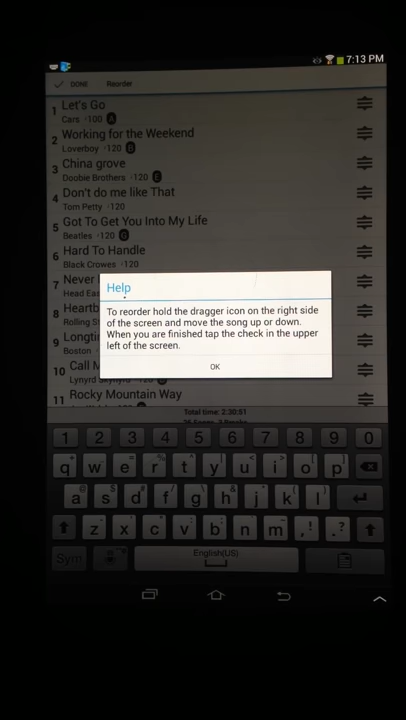 7:13 PM
DONE Reorder
1 Let's Go
Cars ·100 A
2 Working for the Weekend
Loverboy ·120 B
3 China grove
Doobie Brothers ·120 E
4 Don't do me like That
Tom Petty ·120
5 Got To Get You Into My Life
Beatles ·120 G
6 Hard To Handle
Black Crowes ·120
7 Never
Head Eas
8 Heartb
Rolling S
9 Longti
Boston
10 Call M
Lynyrd Skynyrd
11 Rocky Mountain Way
Help
To reorder hold the dragger icon on the right side
of the screen and move the song up or down.
When you are finished tap the check in the upper
left of the screen.
OK
Total time: 2:30:51
1 2 3 4 5 6 7 8 9 0
q w e r t y u i o p
a s d f g h j k l
z x c v b n m , ! . ?
Sym English(US)